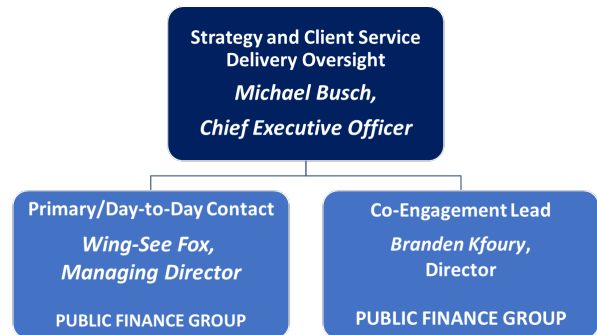 Strategy and Client Service
Delivery Oversight
Michael Busch,
Chief Executive Officer
Primary/Day-to-Day Contact
Wing-See Fox,
Managing Director
PUBLIC FINANCE GROUP
Co-Engagement Lead
Branden Kfoury,
Director
PUBLIC FINANCE GROUP